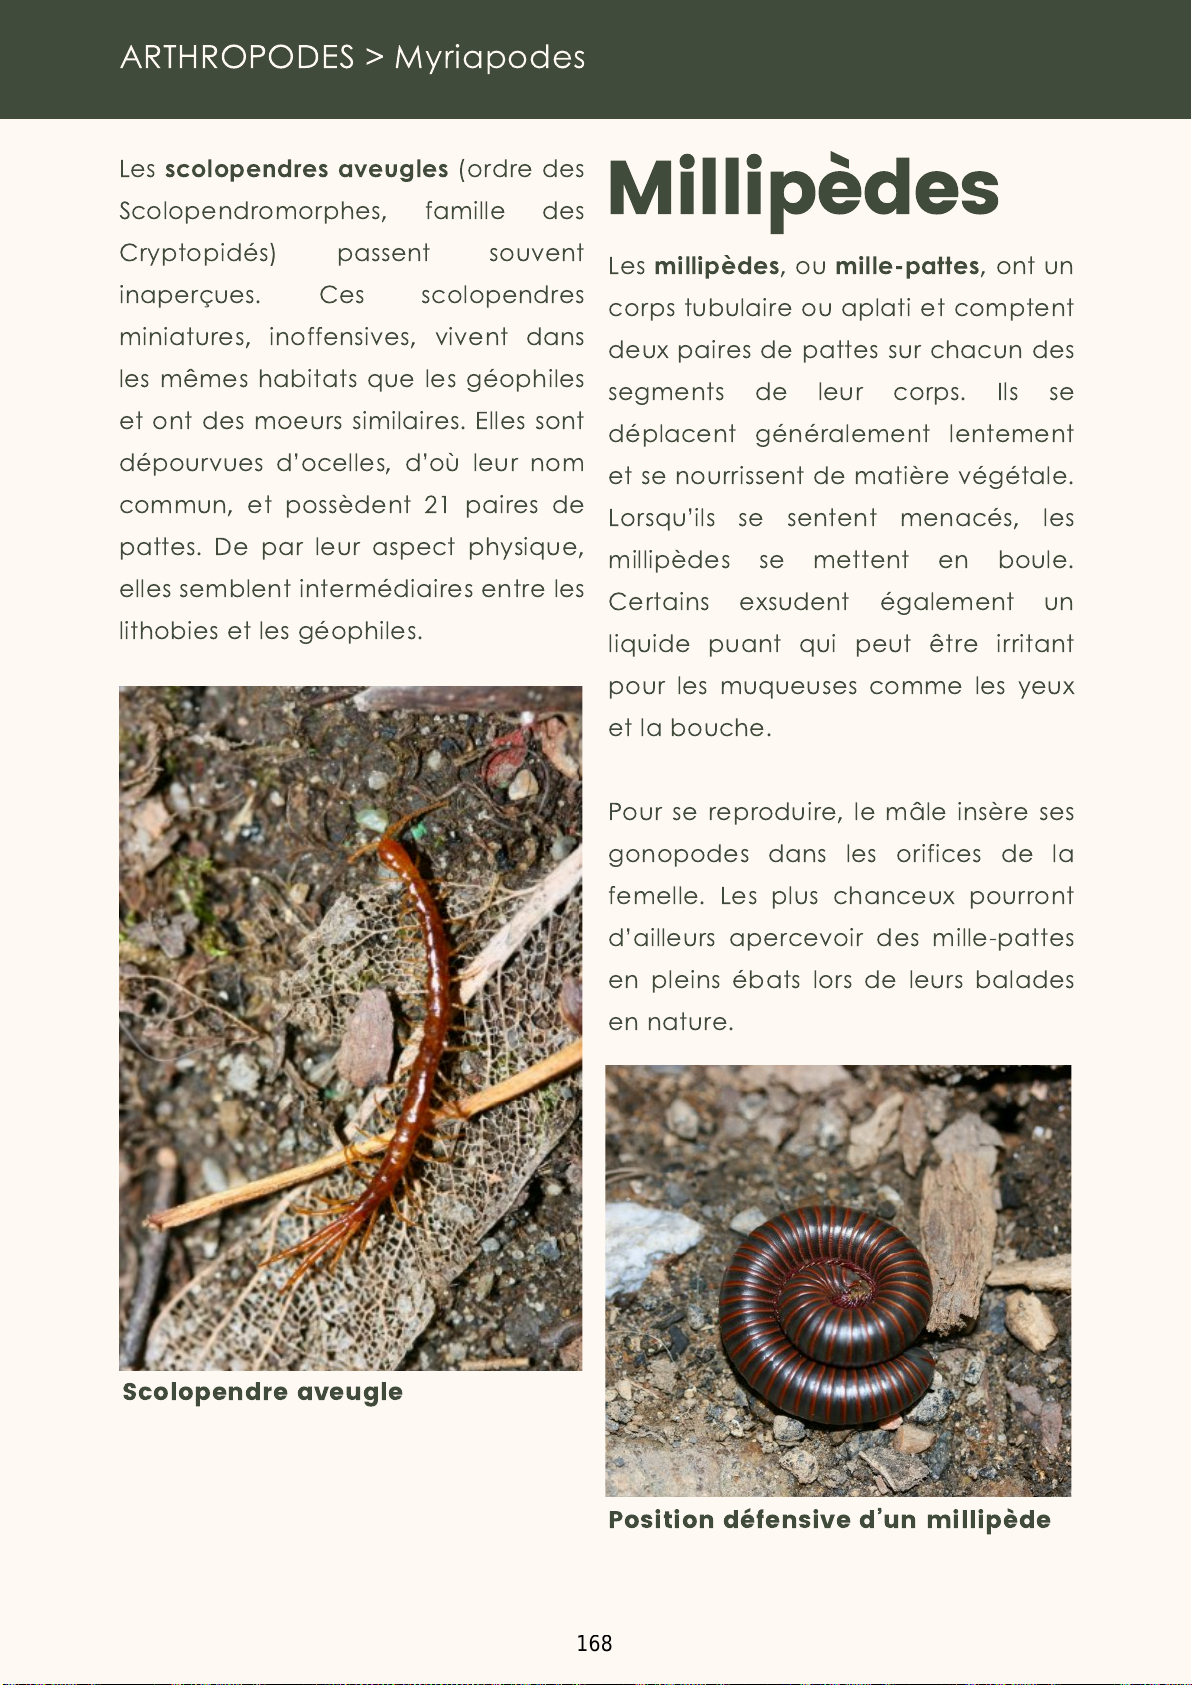 ARTHROPODES > Myriapodes
Les scolopendres aveugles (ordre des
Scolopendromorphes, famille des
Cryptopidés) passent souvent
inaperçues. Ces scolopendres
miniatures, inoffensives, vivent dans
les mêmes habitats que les géophiles
et ont des moeurs similaires. Elles sont
dépourvues d'ocelles, d'où leur nom
commun, et possèdent 21 paires de
pattes. De par leur aspect physique,
elles semblent intermédiaires entre les
lithobies et les géophiles.
Scolopendre aveugle
Millipèdes
Les millipèdes, ou mille-pattes, ont un
corps tubulaire ou aplati et comptent
deux paires de pattes sur chacun des
segments de leur corps. Ils se
déplacent généralement lentement
et se nourrissent de matière végétale.
Lorsqu'ils se sentent menacés, les
millipèdes se mettent en boule.
Certains exsudent également un
liquide puant qui peut être irritant
pour les muqueuses comme les yeux
et la bouche.
Pour se reproduire, le mâle insère ses
gonopodes dans les orifices de la
femelle. Les plus chanceux pourront
d'ailleurs apercevoir des mille-pattes
en pleins ébats lors de leurs balades
en nature.
Position défensive d'un millipède
168